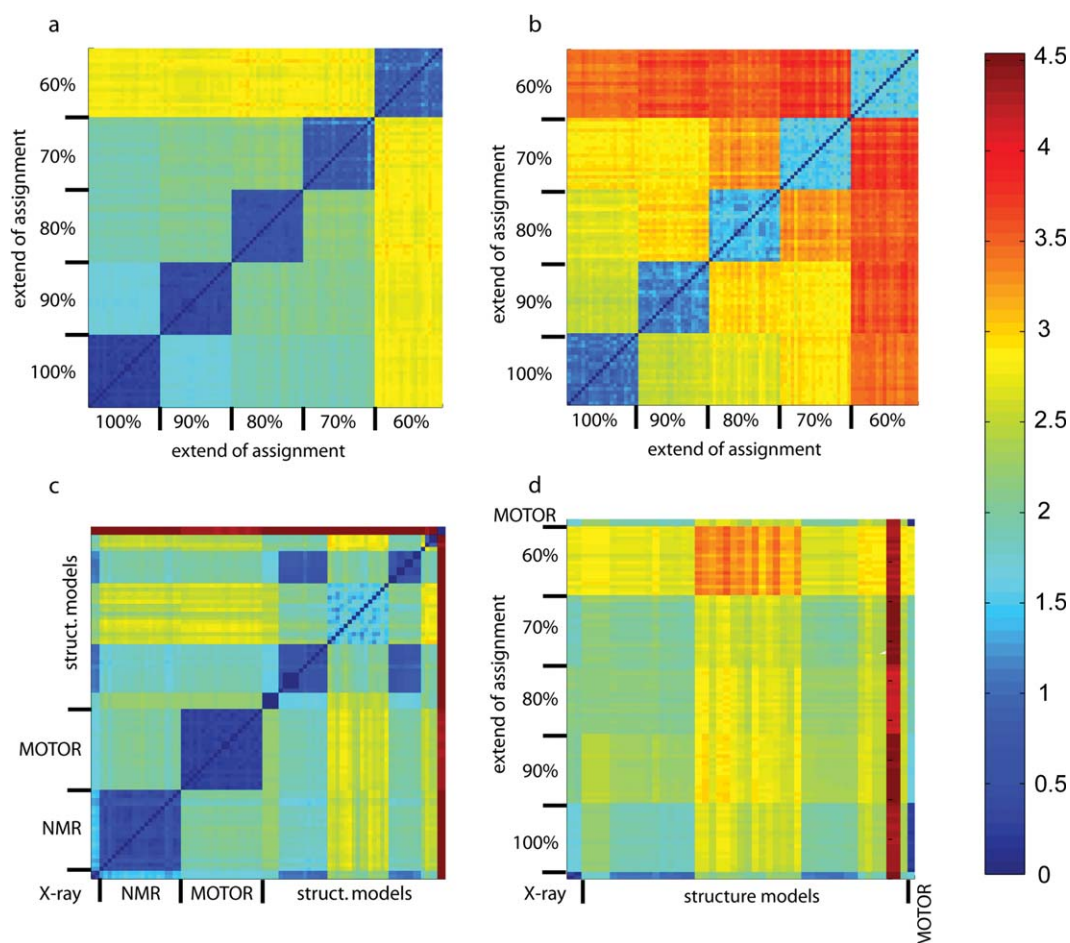 a
60%
70%
80%
90%
100%
extend of assignment
100% 90% 80% 70% 60%
extend of assignment
b
60%
70%
80%
90%
100%
extend of assignment
100% 90% 80% 70% 60%
extend of assignment
4.5
4
3.5
3
2.5
2
1.5
1
0.5
0
c
struct. models
MOTOR
NMR
X-ray NMR MOTOR struct. models
d
MOTOR
60%
70%
80%
90%
100%
extend of assignment
X-ray structure models MOTOR